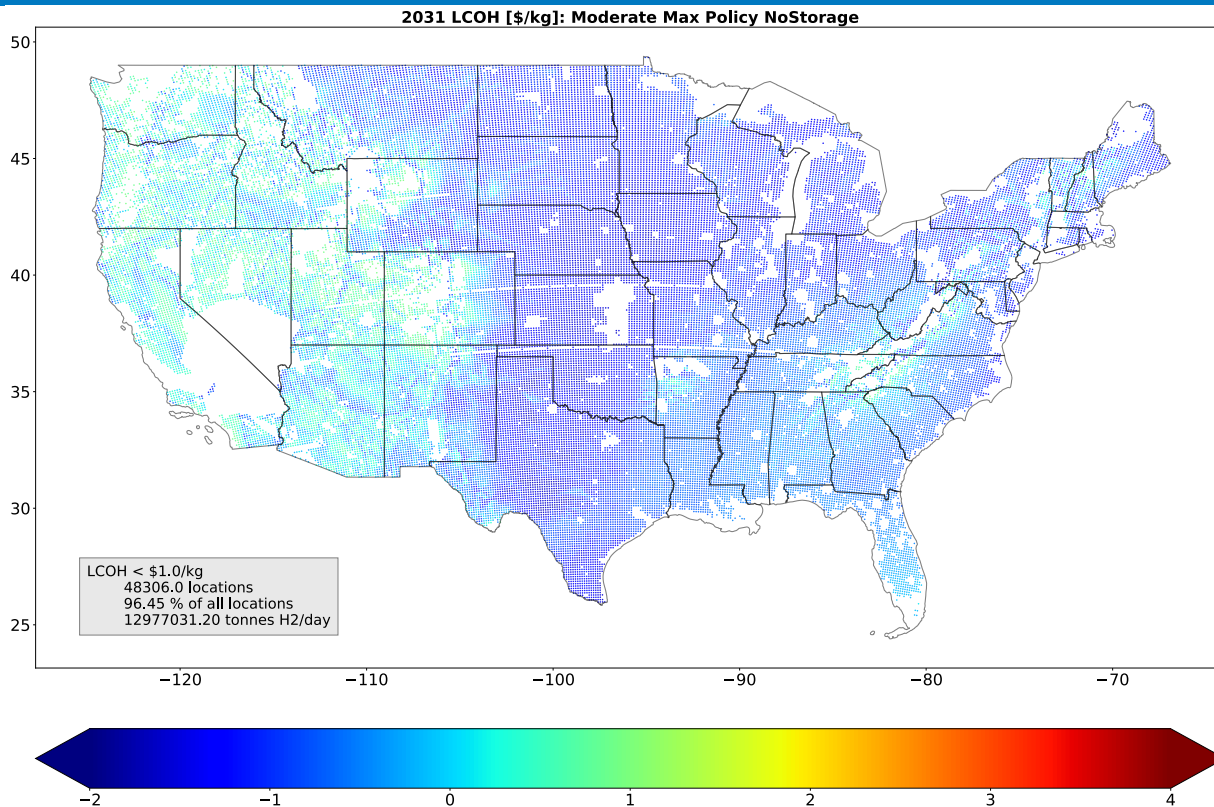 2031 LCOH [$/kg]: Moderate Max Policy NoStorage
50
45
40
35
30
25
LCOH < $1.0/kg
48306.0 locations
96.45 % of all locations
12977031.20 tonnes H2/day
−120 −110 −100 −90 −80 −70
−2 −1 0 1 2 3 4